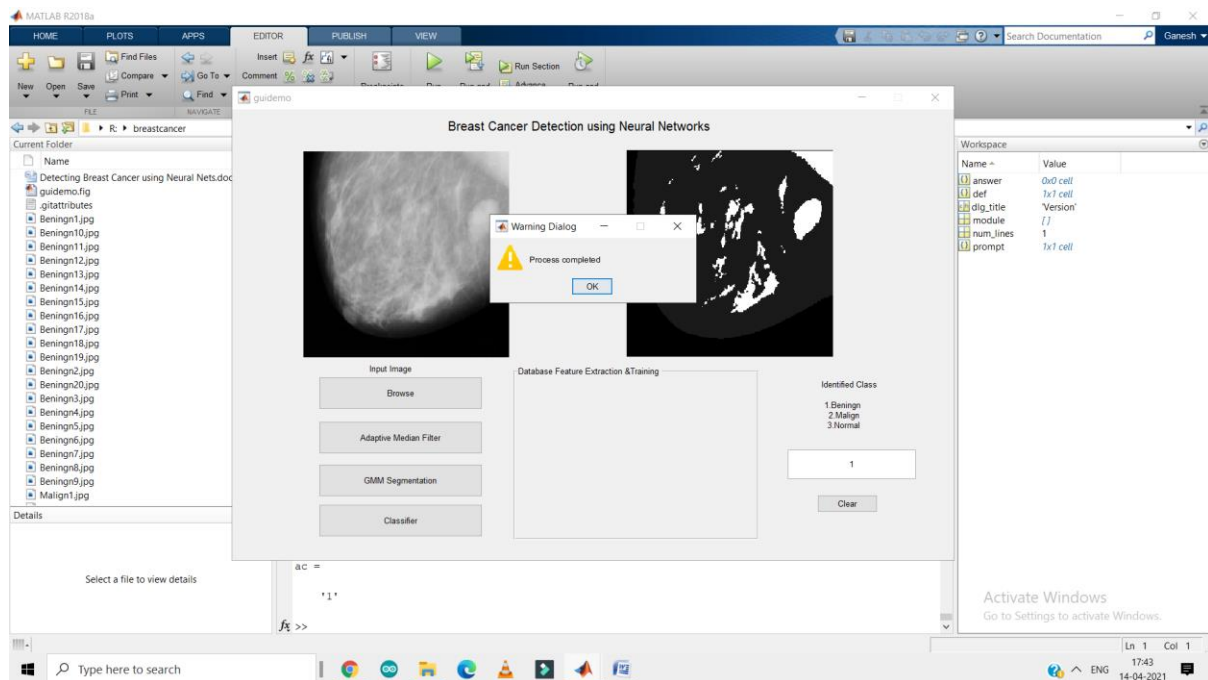 MATLAB R2018a
HOME PLOTS APPS EDITOR PUBLISH VIEW
Search Documentation Ganesh
New Open Save
Find Files
Compare
Print
Go To
Find
Insert
Comment
Run Section
FILE
NAVIGATE
R: breastcancer
Current Folder
Name
Detecting Breast Cancer using Neural Nets.doc
guidemo.fig
.gitattributes
Beningn1.jpg
Beningn10.jpg
Beningn11.jpg
Beningn12.jpg
Beningn13.jpg
Beningn14.jpg
Beningn15.jpg
Beningn16.jpg
Beningn17.jpg
Beningn18.jpg
Beningn19.jpg
Beningn2.jpg
Beningn20.jpg
Beningn3.jpg
Beningn4.jpg
Beningn5.jpg
Beningn6.jpg
Beningn7.jpg
Beningn8.jpg
Beningn9.jpg
Malign1.jpg
Details
Select a file to view details
guidemo
Breast Cancer Detection using Neural Networks
Warning Dialog
Process completed
OK
Input Image
Browse
Adaptive Median Filter
GMM Segmentation
Classifier
Database Feature Extraction &Training
Identified Class
1.Beningn
2.Malign
3.Normal
1
Clear
ac =
'1'
fx >>
Workspace
Name Value
answer 0x0 cell
def 1x1 cell
dlg_title 'Version'
module []
num_lines 1
prompt 1x1 cell
Activate Windows
Go to Settings to activate Windows.
Ln 1 Col 1
Type here to search
ENG
17:43
14-04-2021